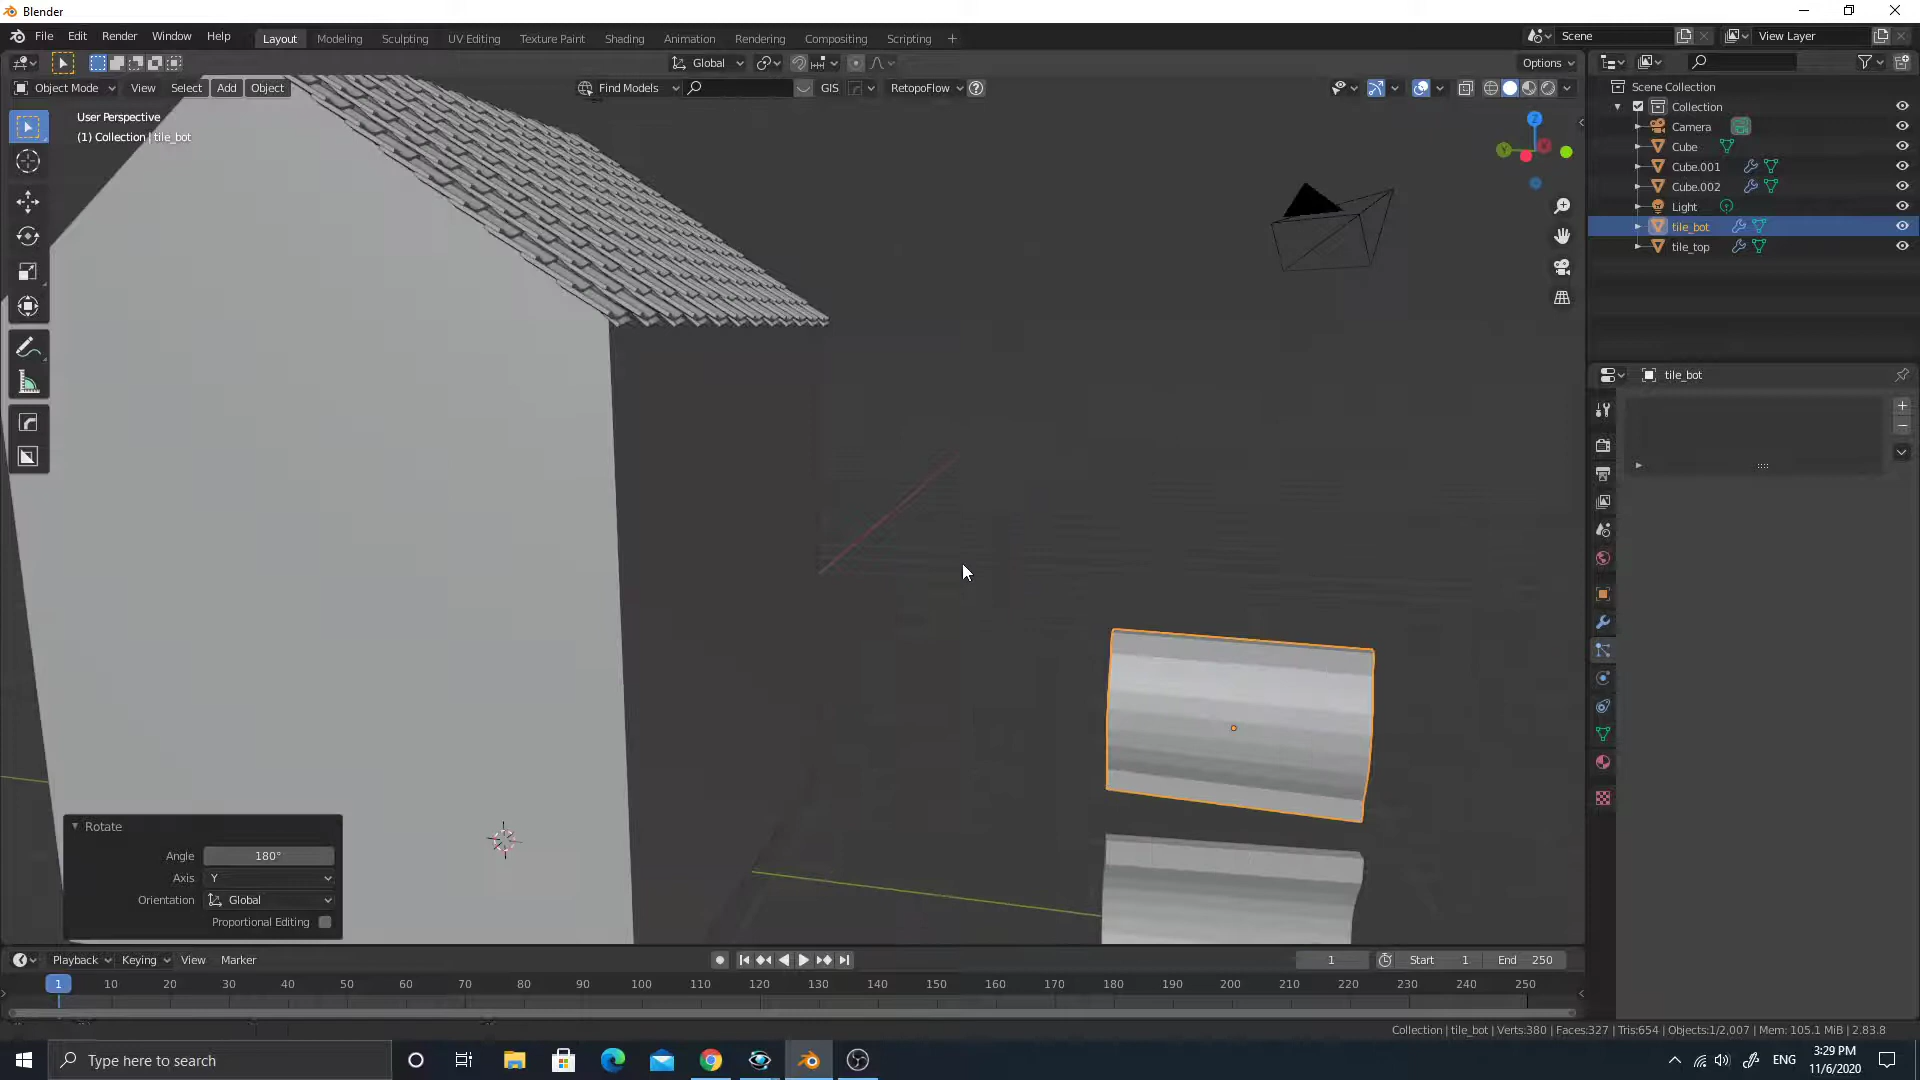 Blender
File Edit Render Window Help
Layout Modeling Sculpting UV Editing Texture Paint Shading Animation Rendering Compositing Scripting +
Scene
View Layer
Global
Options
Object Mode View Select Add Object
Find Models
GIS
RetopoFlow
User Perspective
(1) Collection | tile_bot
Z
Y
X
Scene Collection
Collection
Camera
Cube
Cube.001
Cube.002
Light
tile_bot
tile_top
tile_bot
Rotate
Angle 180°
Axis Y
Orientation Global
Proportional Editing
Playback Keying View Marker
1
Start 1
End 250
1 10 20 30 40 50 60 70 80 90 100 110 120 130 140 150 160 170 180 190 200 210 220 230 240 250
Collection | tile_bot | Verts:380 | Faces:327 | Tris:654 | Objects:1/2,007 | Mem: 105.1 MiB | 2.83.8
Type here to search
ENG
3:29 PM
11/6/2020